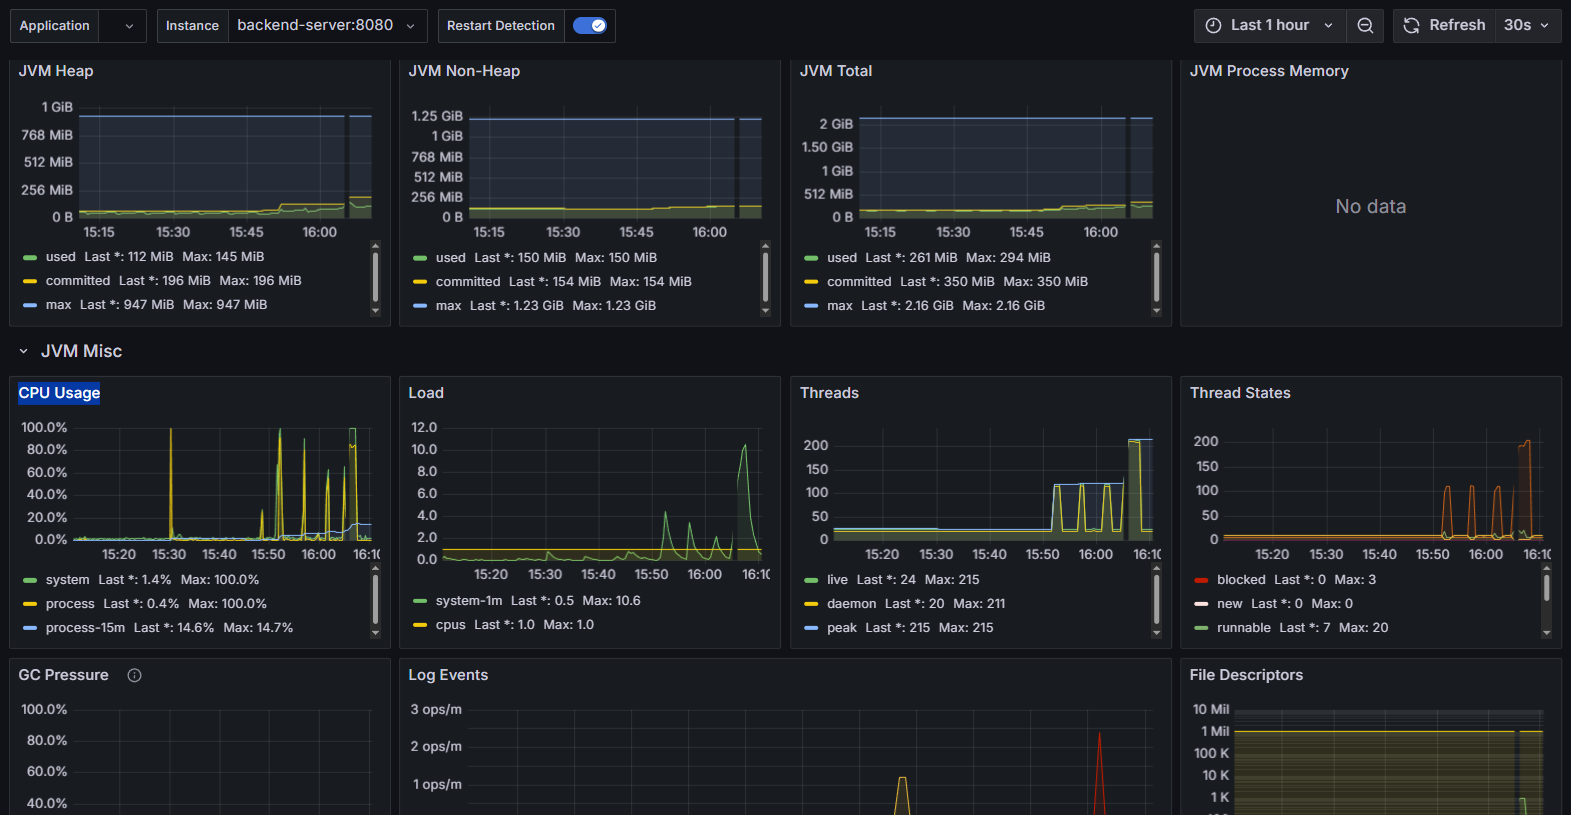 Application
Instance backend-server:8080
Restart Detection
Last 1 hour
Refresh 30s
JVM Heap
1 GiB
768 MiB
512 MiB
256 MiB
0 B
15:15 15:30 15:45 16:00
used Last *: 112 MiB Max: 145 MiB
committed Last *: 196 MiB Max: 196 MiB
max Last *: 947 MiB Max: 947 MiB
JVM Non-Heap
1.25 GiB
1 GiB
768 MiB
512 MiB
256 MiB
0 B
15:15 15:30 15:45 16:00
used Last *: 150 MiB Max: 150 MiB
committed Last *: 154 MiB Max: 154 MiB
max Last *: 1.23 GiB Max: 1.23 GiB
JVM Total
2 GiB
1.50 GiB
1 GiB
512 MiB
0 B
15:15 15:30 15:45 16:00
used Last *: 261 MiB Max: 294 MiB
committed Last *: 350 MiB Max: 350 MiB
max Last *: 2.16 GiB Max: 2.16 GiB
JVM Process Memory
No data
JVM Misc
CPU Usage
100.0%
80.0%
60.0%
40.0%
20.0%
0.0%
15:20 15:30 15:40 15:50 16:00 16:10
system Last *: 1.4% Max: 100.0%
process Last *: 0.4% Max: 100.0%
process-15m Last *: 14.6% Max: 14.7%
Load
12.0
10.0
8.0
6.0
4.0
2.0
0.0
15:20 15:30 15:40 15:50 16:00 16:10
system-1m Last *: 0.5 Max: 10.6
cpus Last *: 1.0 Max: 1.0
Threads
200
150
100
50
0
15:20 15:30 15:40 15:50 16:00 16:10
live Last *: 24 Max: 215
daemon Last *: 20 Max: 211
peak Last *: 215 Max: 215
Thread States
200
150
100
50
0
15:20 15:30 15:40 15:50 16:00 16:10
blocked Last *: 0 Max: 3
new Last *: 0 Max: 0
runnable Last *: 7 Max: 20
GC Pressure
100.0%
80.0%
60.0%
40.0%
Log Events
3 ops/m
2 ops/m
1 ops/m
File Descriptors
10 Mil
1 Mil
100 K
10 K
1 K